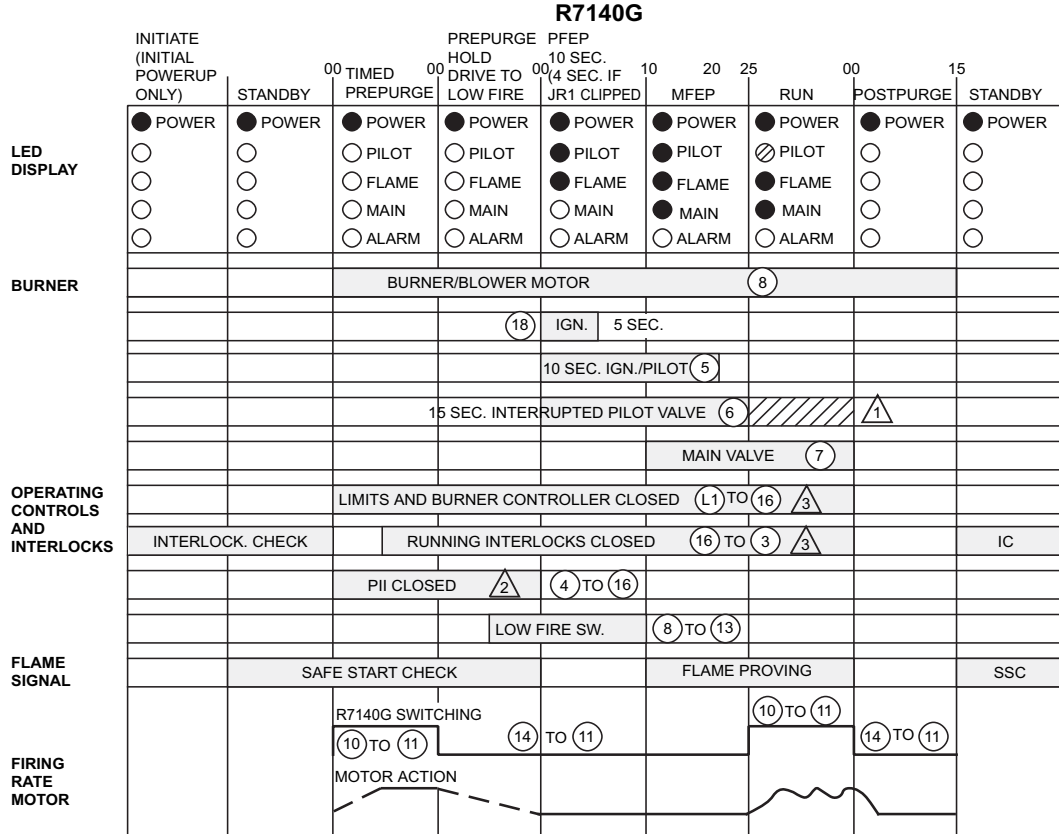 R7140G
INITIATE
(INITIAL
POWERUP
ONLY)
STANDBY
00 TIMED
PREPURGE
00
PREPURGE
HOLD
DRIVE TO
LOW FIRE
00
PFEP
10 SEC.
(4 SEC. IF
JR1 CLIPPED
10 20 25
MFEP
RUN
00
POSTPURGE
15
STANDBY
LED
DISPLAY
POWER POWER POWER POWER POWER POWER POWER POWER POWER
PILOT PILOT PILOT PILOT PILOT
FLAME FLAME FLAME FLAME FLAME
MAIN MAIN MAIN MAIN MAIN
ALARM ALARM ALARM ALARM ALARM
BURNER
BURNER/BLOWER MOTOR 8
18 IGN. 5 SEC.
10 SEC. IGN./PILOT 5
15 SEC. INTERRUPTED PILOT VALVE 6 1
MAIN VALVE 7
OPERATING
CONTROLS
AND
INTERLOCKS
LIMITS AND BURNER CONTROLLER CLOSED L1 TO 16 3
INTERLOCK. CHECK RUNNING INTERLOCKS CLOSED 16 TO 3 3 IC
PII CLOSED 2 4 TO 16
LOW FIRE SW. 8 TO 13
FLAME
SIGNAL
SAFE START CHECK FLAME PROVING SSC
FIRING
RATE
MOTOR
R7140G SWITCHING
10 TO 11 14 TO 11 10 TO 11 14 TO 11
MOTOR ACTION